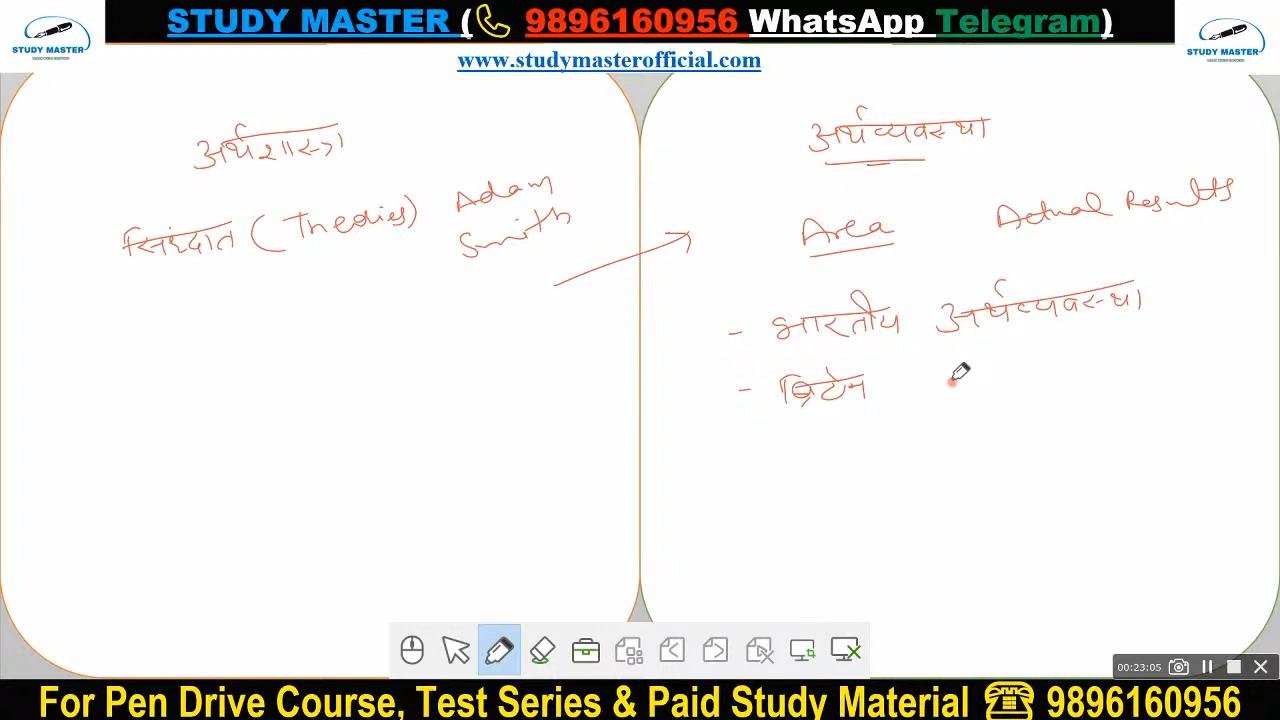 STUDY MASTER (📞 9896160956 WhatsApp Telegram)
www.studymasterofficial.com
STUDY MASTER
STUDY MASTER
अर्थशास्त्र
सिद्दांत (Theories) Adam
Smith
अर्थव्यवस्था
Area Actual Results
- भारतीय अर्थव्यवस्था
- ब्रिटेन
00:23:05
For Pen Drive Course, Test Series & Paid Study Material ☎ 9896160956